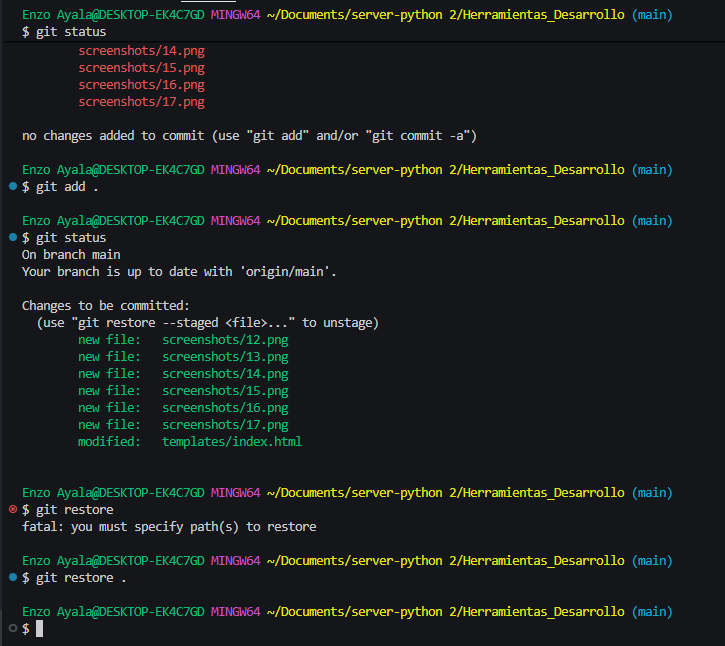 Enzo Ayala@DESKTOP-EK4C7GD MINGW64 ~/Documents/server-python 2/Herramientas_Desarrollo (main)
$ git status
screenshots/14.png
screenshots/15.png
screenshots/16.png
screenshots/17.png
no changes added to commit (use "git add" and/or "git commit -a")
Enzo Ayala@DESKTOP-EK4C7GD MINGW64 ~/Documents/server-python 2/Herramientas_Desarrollo (main)
$ git add .
Enzo Ayala@DESKTOP-EK4C7GD MINGW64 ~/Documents/server-python 2/Herramientas_Desarrollo (main)
$ git status
On branch main
Your branch is up to date with 'origin/main'.
Changes to be committed:
(use "git restore --staged <file>..." to unstage)
new file:   screenshots/12.png
new file:   screenshots/13.png
new file:   screenshots/14.png
new file:   screenshots/15.png
new file:   screenshots/16.png
new file:   screenshots/17.png
modified:   templates/index.html
Enzo Ayala@DESKTOP-EK4C7GD MINGW64 ~/Documents/server-python 2/Herramientas_Desarrollo (main)
$ git restore
fatal: you must specify path(s) to restore
Enzo Ayala@DESKTOP-EK4C7GD MINGW64 ~/Documents/server-python 2/Herramientas_Desarrollo (main)
$ git restore .
Enzo Ayala@DESKTOP-EK4C7GD MINGW64 ~/Documents/server-python 2/Herramientas_Desarrollo (main)
$